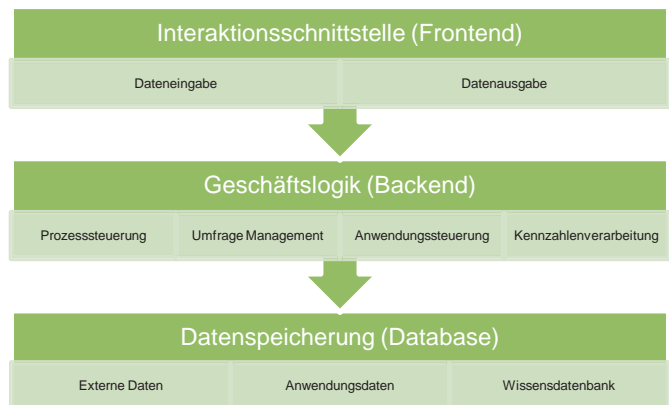 Interaktionsschnittstelle (Frontend)
Dateneingabe Datenausgabe
Geschäftslogik (Backend)
Prozesssteuerung Umfrage Management Anwendungssteuerung Kennzahlenverarbeitung
Datenspeicherung (Database)
Externe Daten Anwendungsdaten Wissensdatenbank